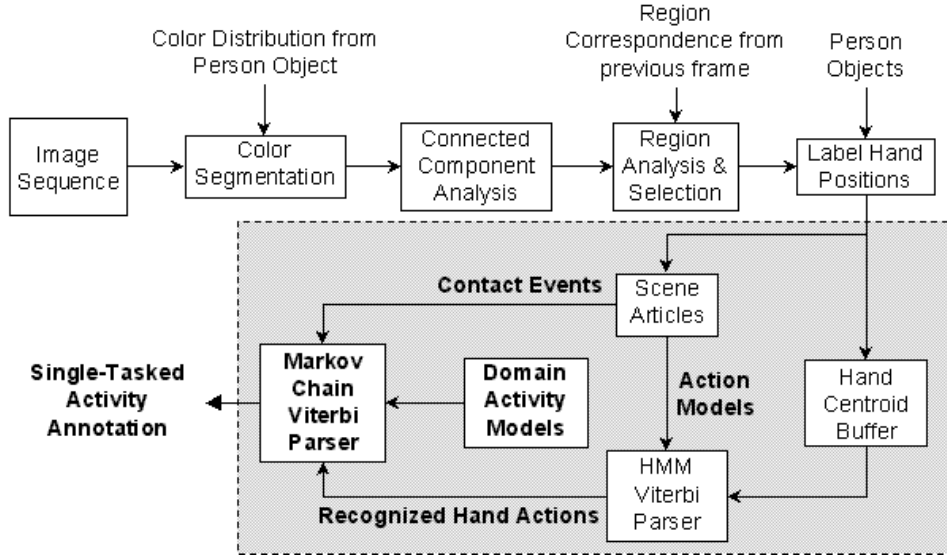 Color Distribution from
Person Object
Region
Correspondence from
previous frame
Person
Objects
Image
Sequence
Color
Segmentation
Connected
Component
Analysis
Region
Analysis &
Selection
Label Hand
Positions
Contact Events
Scene
Articles
Single-Tasked
Activity
Annotation
Markov
Chain
Viterbi
Parser
Domain
Activity
Models
Action
Models
Hand
Centroid
Buffer
HMM
Viterbi
Parser
Recognized Hand Actions